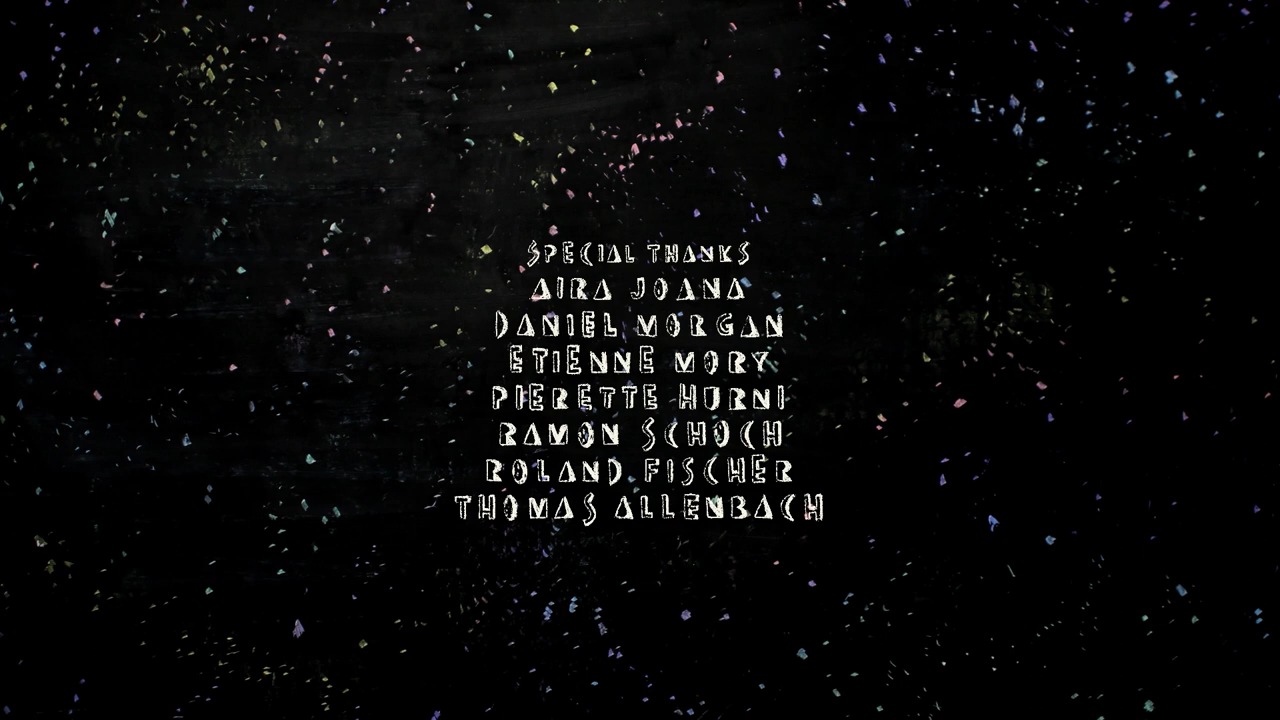 SPECIAL THANKS
AIRA JOANA
DANIEL MORGAN
ETIENNE MORY
PIERETTE HURNI
RAMON SCHOCH
ROLAND FISCHER
THOMAS ALLENBACH